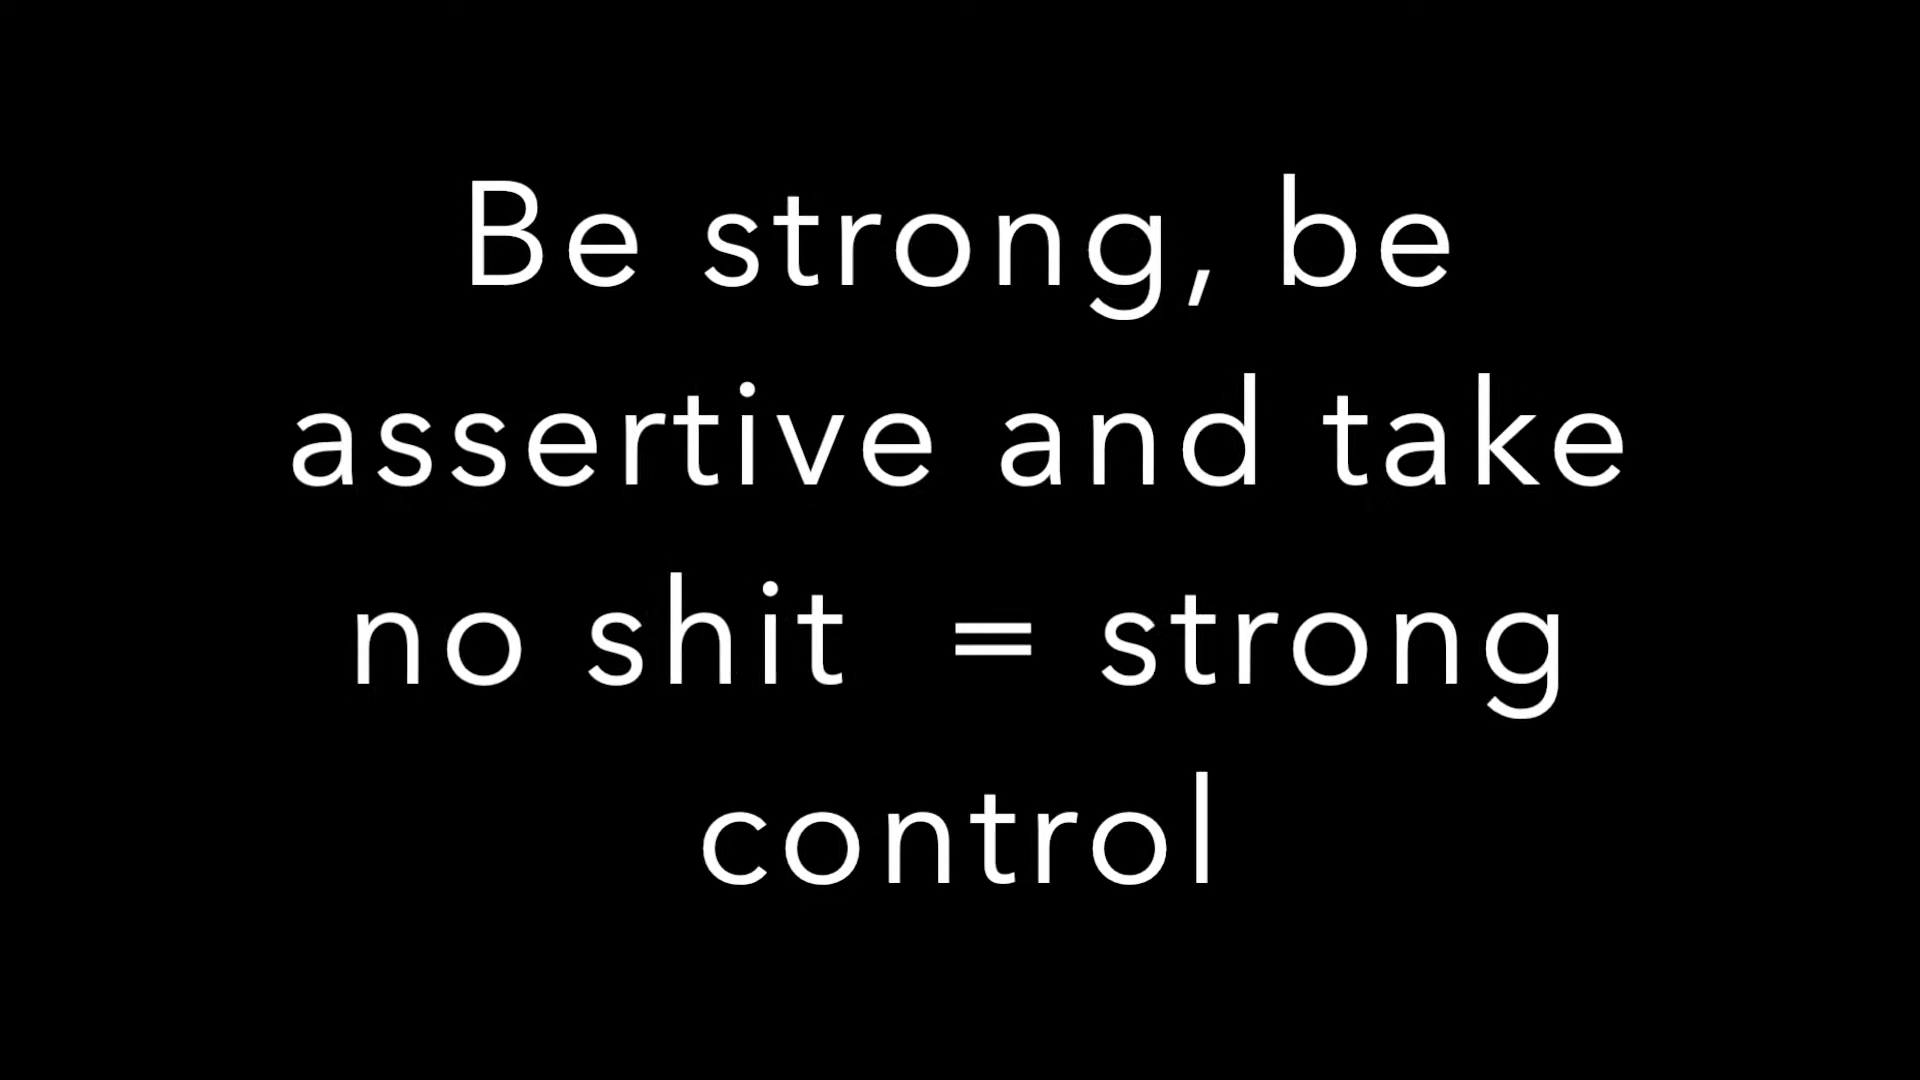 Be strong, be
assertive and take
no shit  = strong
control